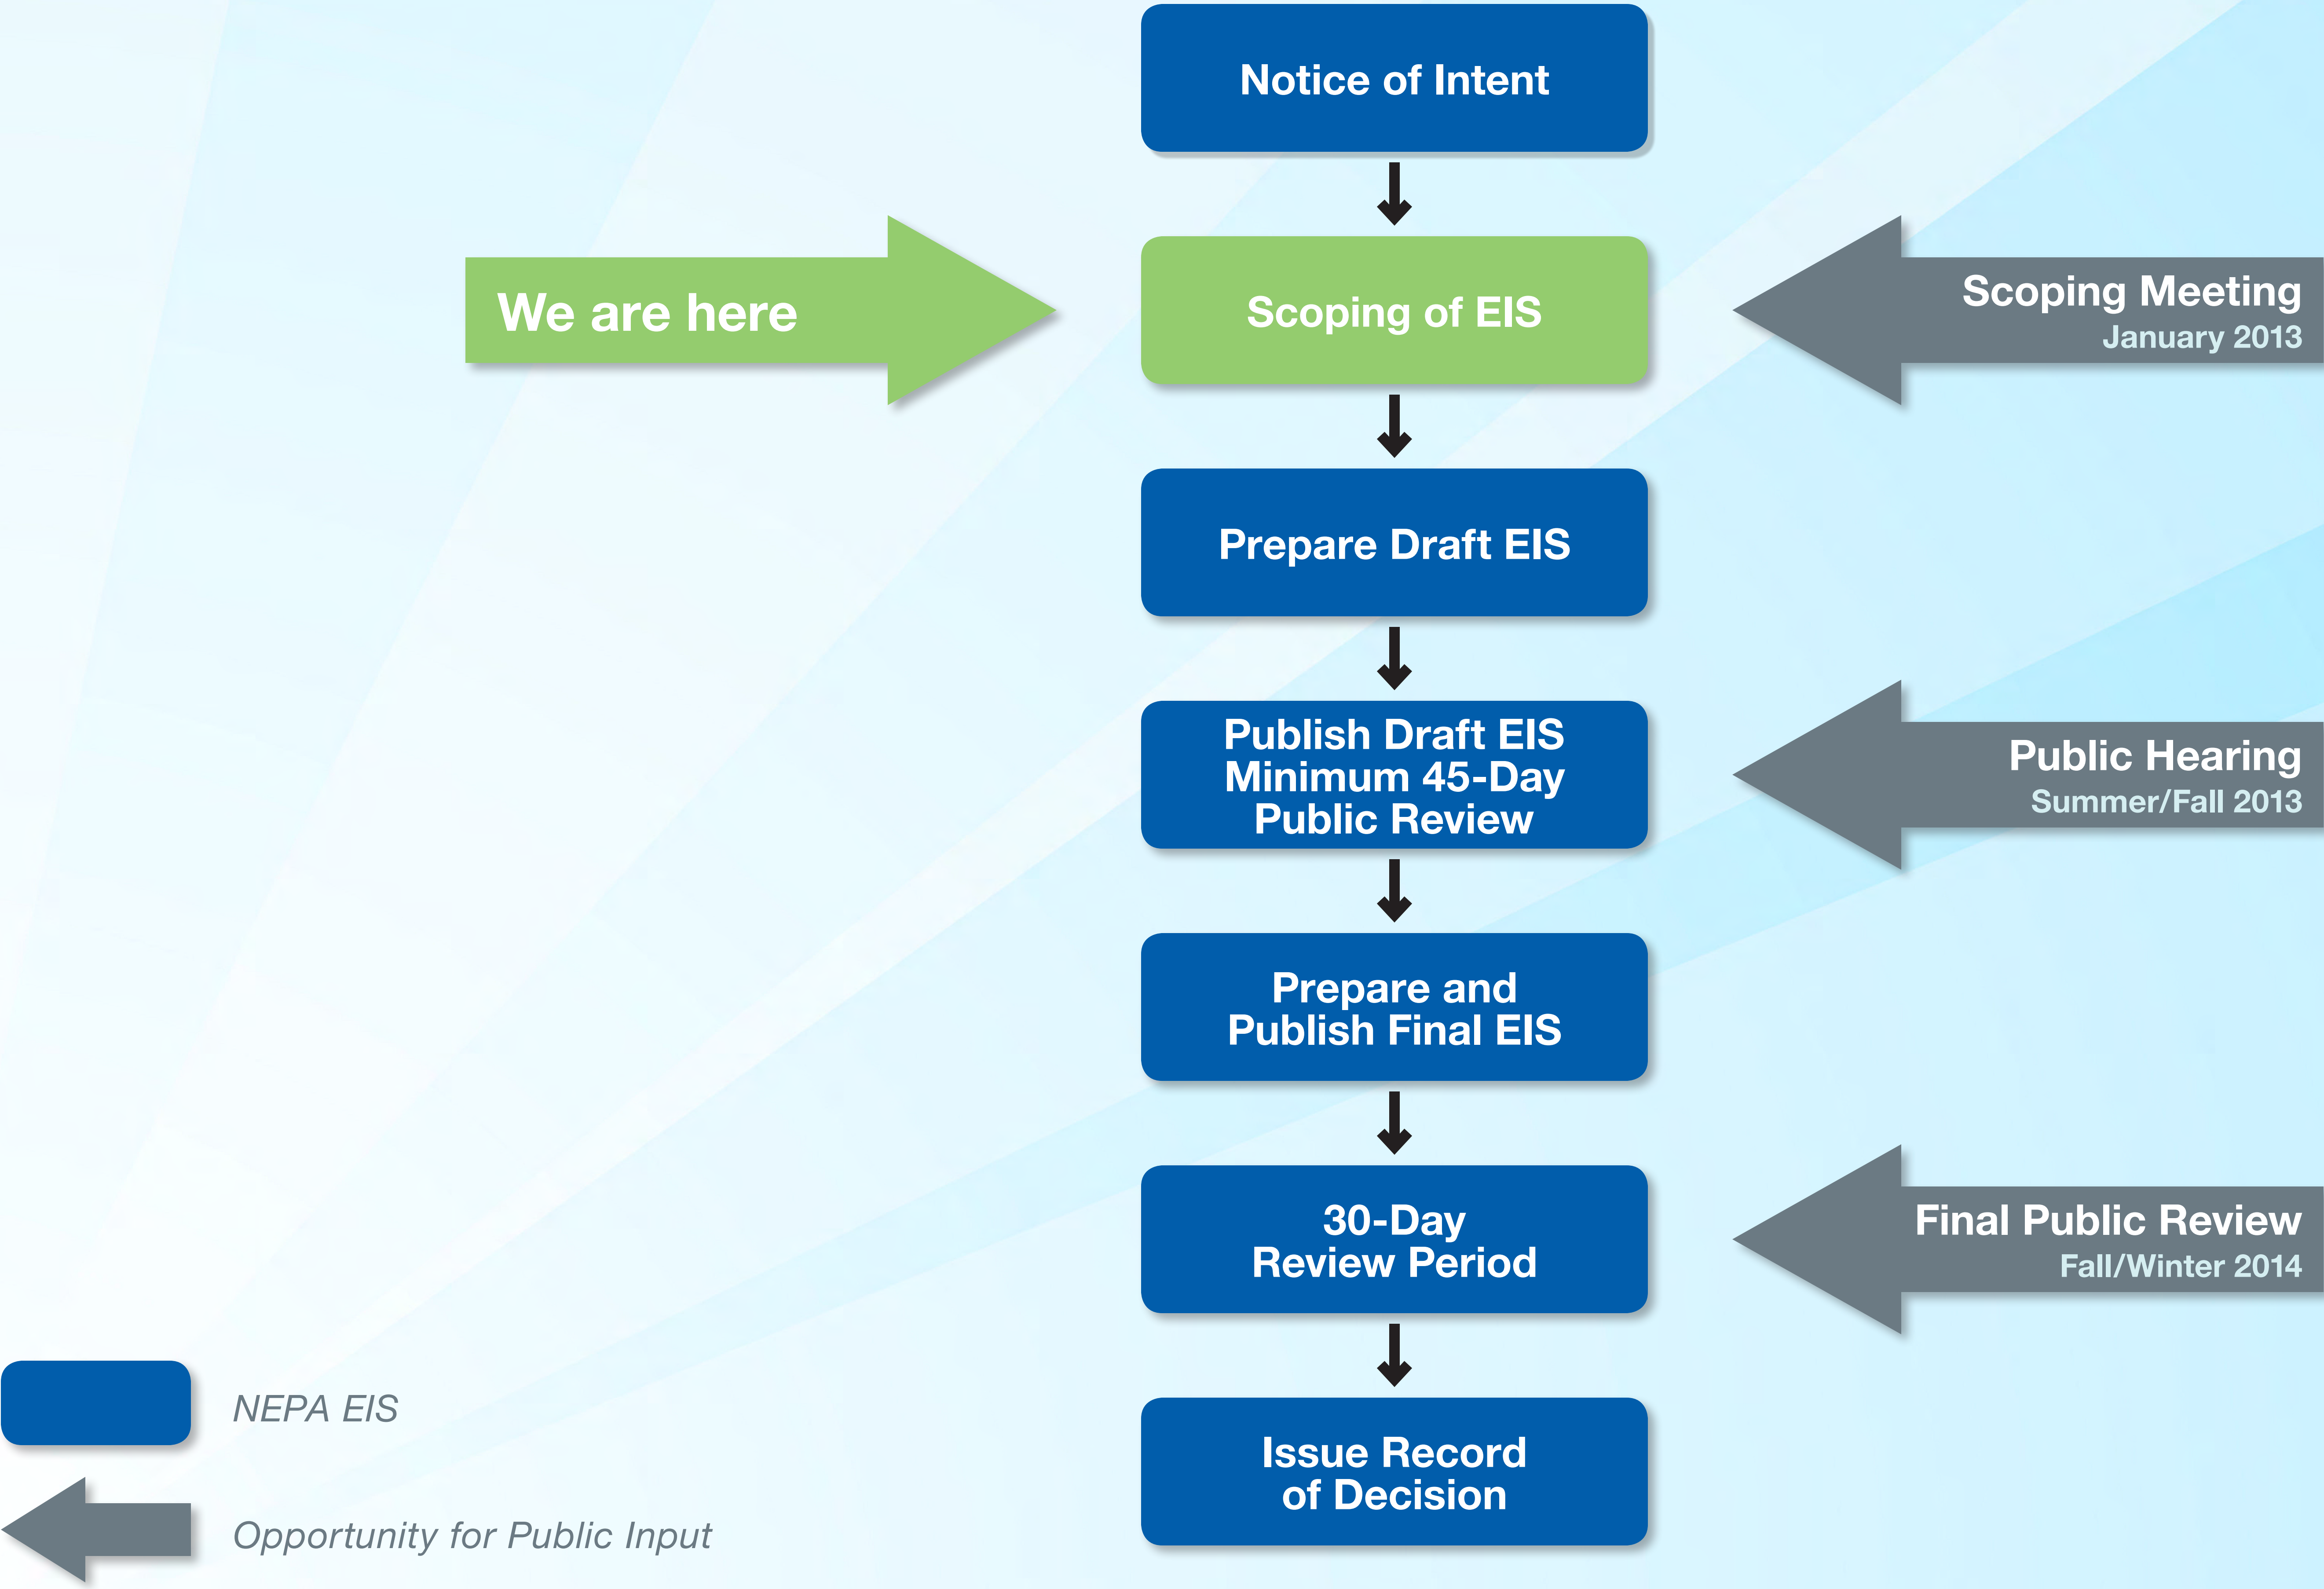 Notice of Intent
We are here
Scoping of EIS
Scoping Meeting
January 2013
Prepare Draft EIS
Publish Draft EIS
Minimum 45-Day
Public Review
Public Hearing
Summer/Fall 2013
Prepare and
Publish Final EIS
30-Day
Review Period
Final Public Review
Fall/Winter 2014
Issue Record
of Decision
NEPA EIS
Opportunity for Public Input